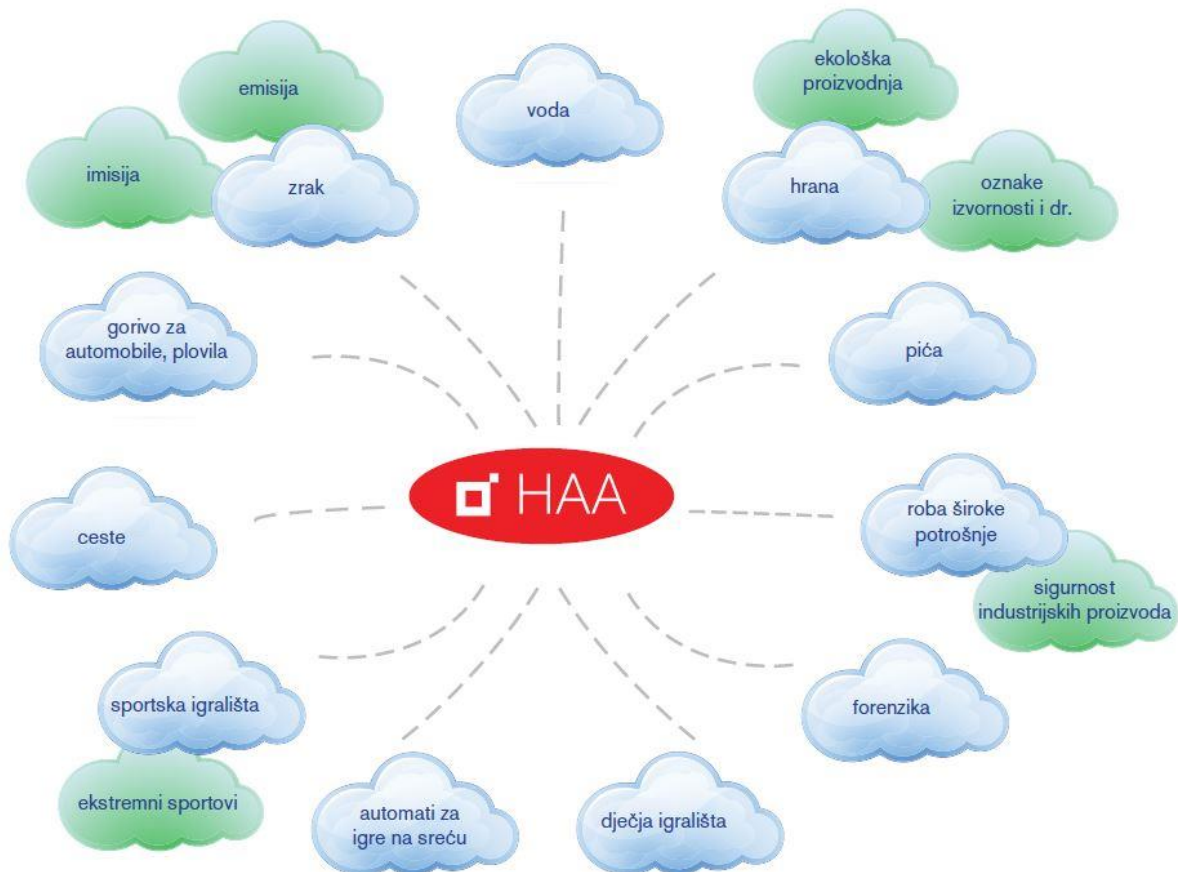 emisija
imisija
zrak
voda
ekološka
proizvodnja
hrana
oznake
izvornosti i dr.
gorivo za
automobile, plovila
pića
HAA
ceste
roba široke
potrošnje
sigurnost
industrijskih proizvoda
sportska igrališta
ekstremni sportovi
automati za
igre na sreću
dječja igrališta
forenzika